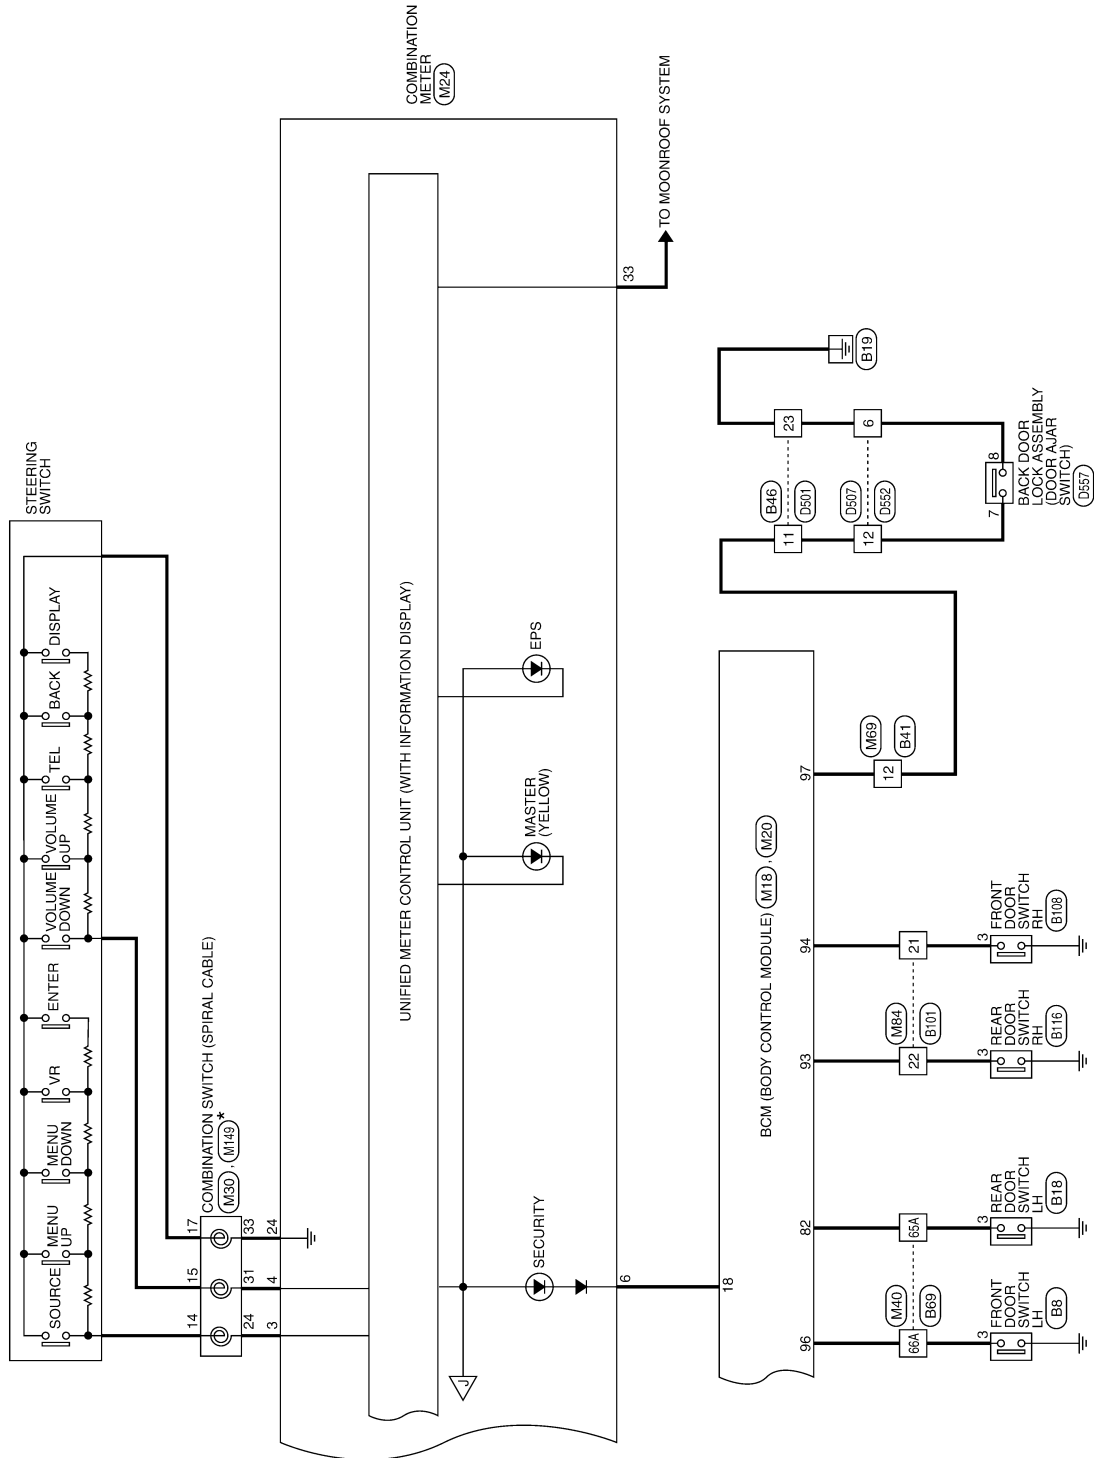 STEERING
SWITCH
SOURCE
MENU
UP
MENU
DOWN
VR
ENTER
VOLUME
DOWN
VOLUME
UP
TEL
BACK
DISPLAY
COMBINATION SWITCH (SPIRAL CABLE)
M30 , M149 *
14
15
17
24
31
33
3
4
24
COMBINATION
METER
M24
UNIFIED METER CONTROL UNIT (WITH INFORMATION DISPLAY)
J
SECURITY
MASTER
(YELLOW)
EPS
6
33
TO MOONROOF SYSTEM
18
BCM (BODY CONTROL MODULE) M18 , M20
96
82
93
94
97
M40
B69
66A
65A
M84
B101
22
21
M69
B41
12
3
FRONT
DOOR
SWITCH
LH
B8
3
REAR
DOOR
SWITCH
LH
B18
3
REAR
DOOR
SWITCH
RH
B116
3
FRONT
DOOR
SWITCH
RH
B108
11
B46
D501
23
12
D507
D552
6
B19
7
8
BACK DOOR
LOCK ASSEMBLY
(DOOR AJAR
SWITCH)
D557